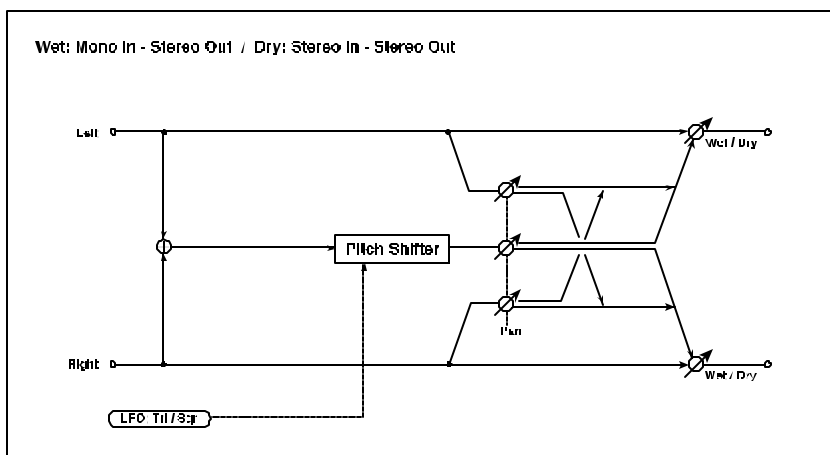 Wet: Mono In - Stereo Out / Dry: Stereo In - Stereo Out
Left
Wet / Dry
Pitch Shifter
Pan
Right
Wet / Dry
LFO: Tri / Sqr